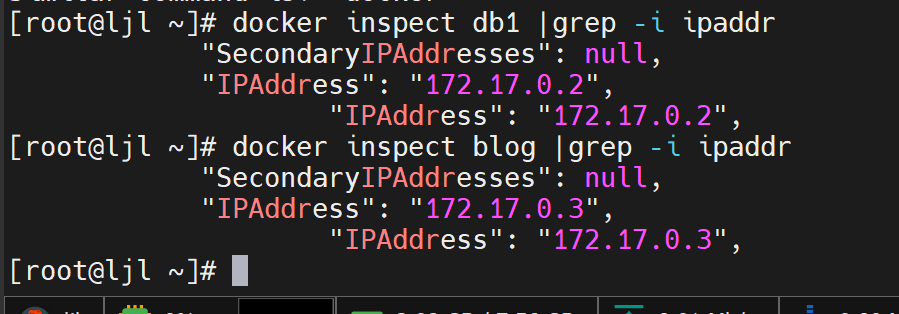 [root@ljl ~]# docker inspect db1 |grep -i ipaddr
"SecondaryIPAddresses": null,
"IPAddress": "172.17.0.2",
"IPAddress": "172.17.0.2",
[root@ljl ~]# docker inspect blog |grep -i ipaddr
"SecondaryIPAddresses": null,
"IPAddress": "172.17.0.3",
"IPAddress": "172.17.0.3",
[root@ljl ~]#